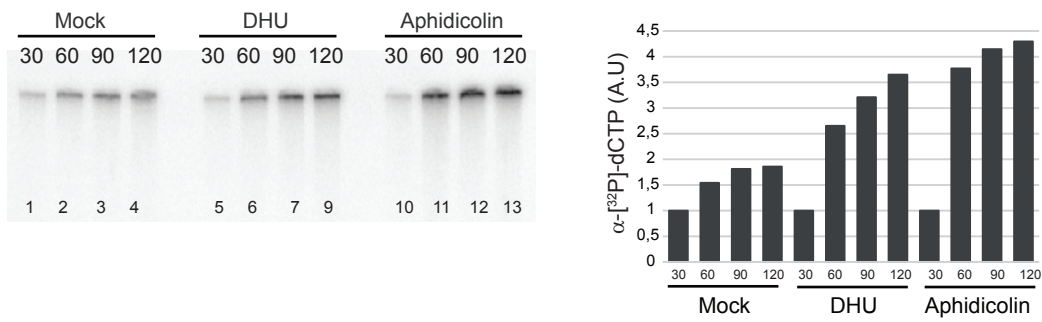 Mock DHU Aphidicolin
30 60 90 120 30 60 90 120 30 60 90 120
1 2 3 4 5 6 7 9 10 11 12 13
α-[³²P]-dCTP (A.U)
4,5
4
3,5
3
2,5
2
1,5
1
0,5
0
30 60 90 120 30 60 90 120 30 60 90 120
Mock DHU Aphidicolin